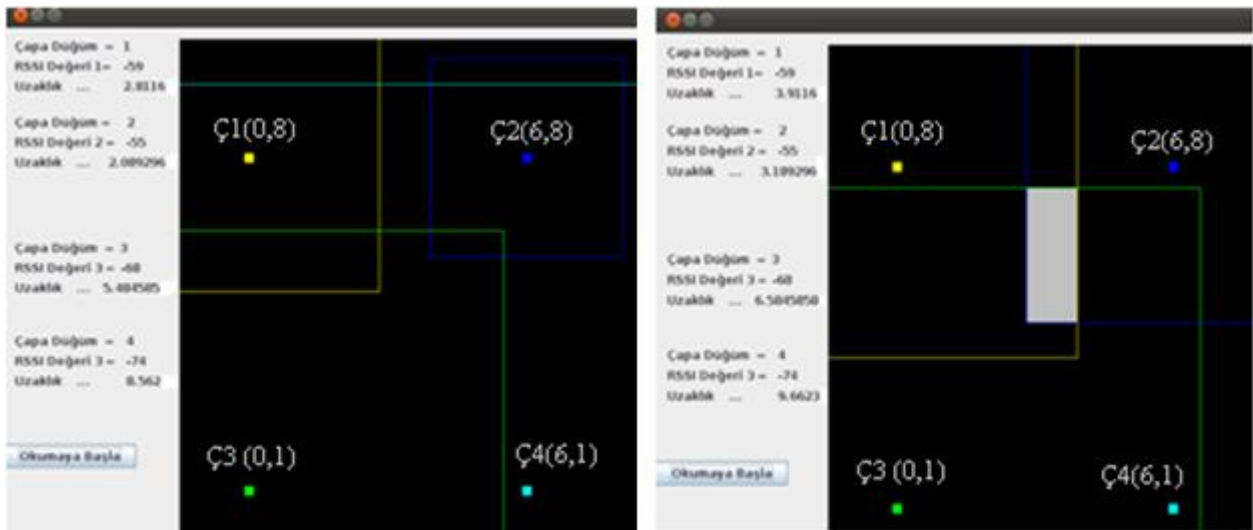 Çapa Düğüm = 1
RSSI Değeri 1= -59
Uzaklık ... 2.8116
Çapa Düğüm = 2
RSSI Değeri 2 = -55
Uzaklık ... 2.089296
Çapa Düğüm = 3
RSSI Değeri 3 = -68
Uzaklık ... 5.484585
Çapa Düğüm = 4
RSSI Değeri 3 = -74
Uzaklık ... 8.562
Okumaya Başla
Ç1(0,8)
Ç2(6,8)
Ç3 (0,1)
Ç4(6,1)
Çapa Düğüm = 1
RSSI Değeri 1= -59
Uzaklık ... 3.9116
Çapa Düğüm = 2
RSSI Değeri 2 = -55
Uzaklık ... 3.189296
Çapa Düğüm = 3
RSSI Değeri 3 = -68
Uzaklık ... 6.5845850
Çapa Düğüm = 4
RSSI Değeri 3 = -74
Uzaklık ... 9.6623
Okumaya Başla
Ç1(0,8)
Ç2(6,8)
Ç3 (0,1)
Ç4(6,1)